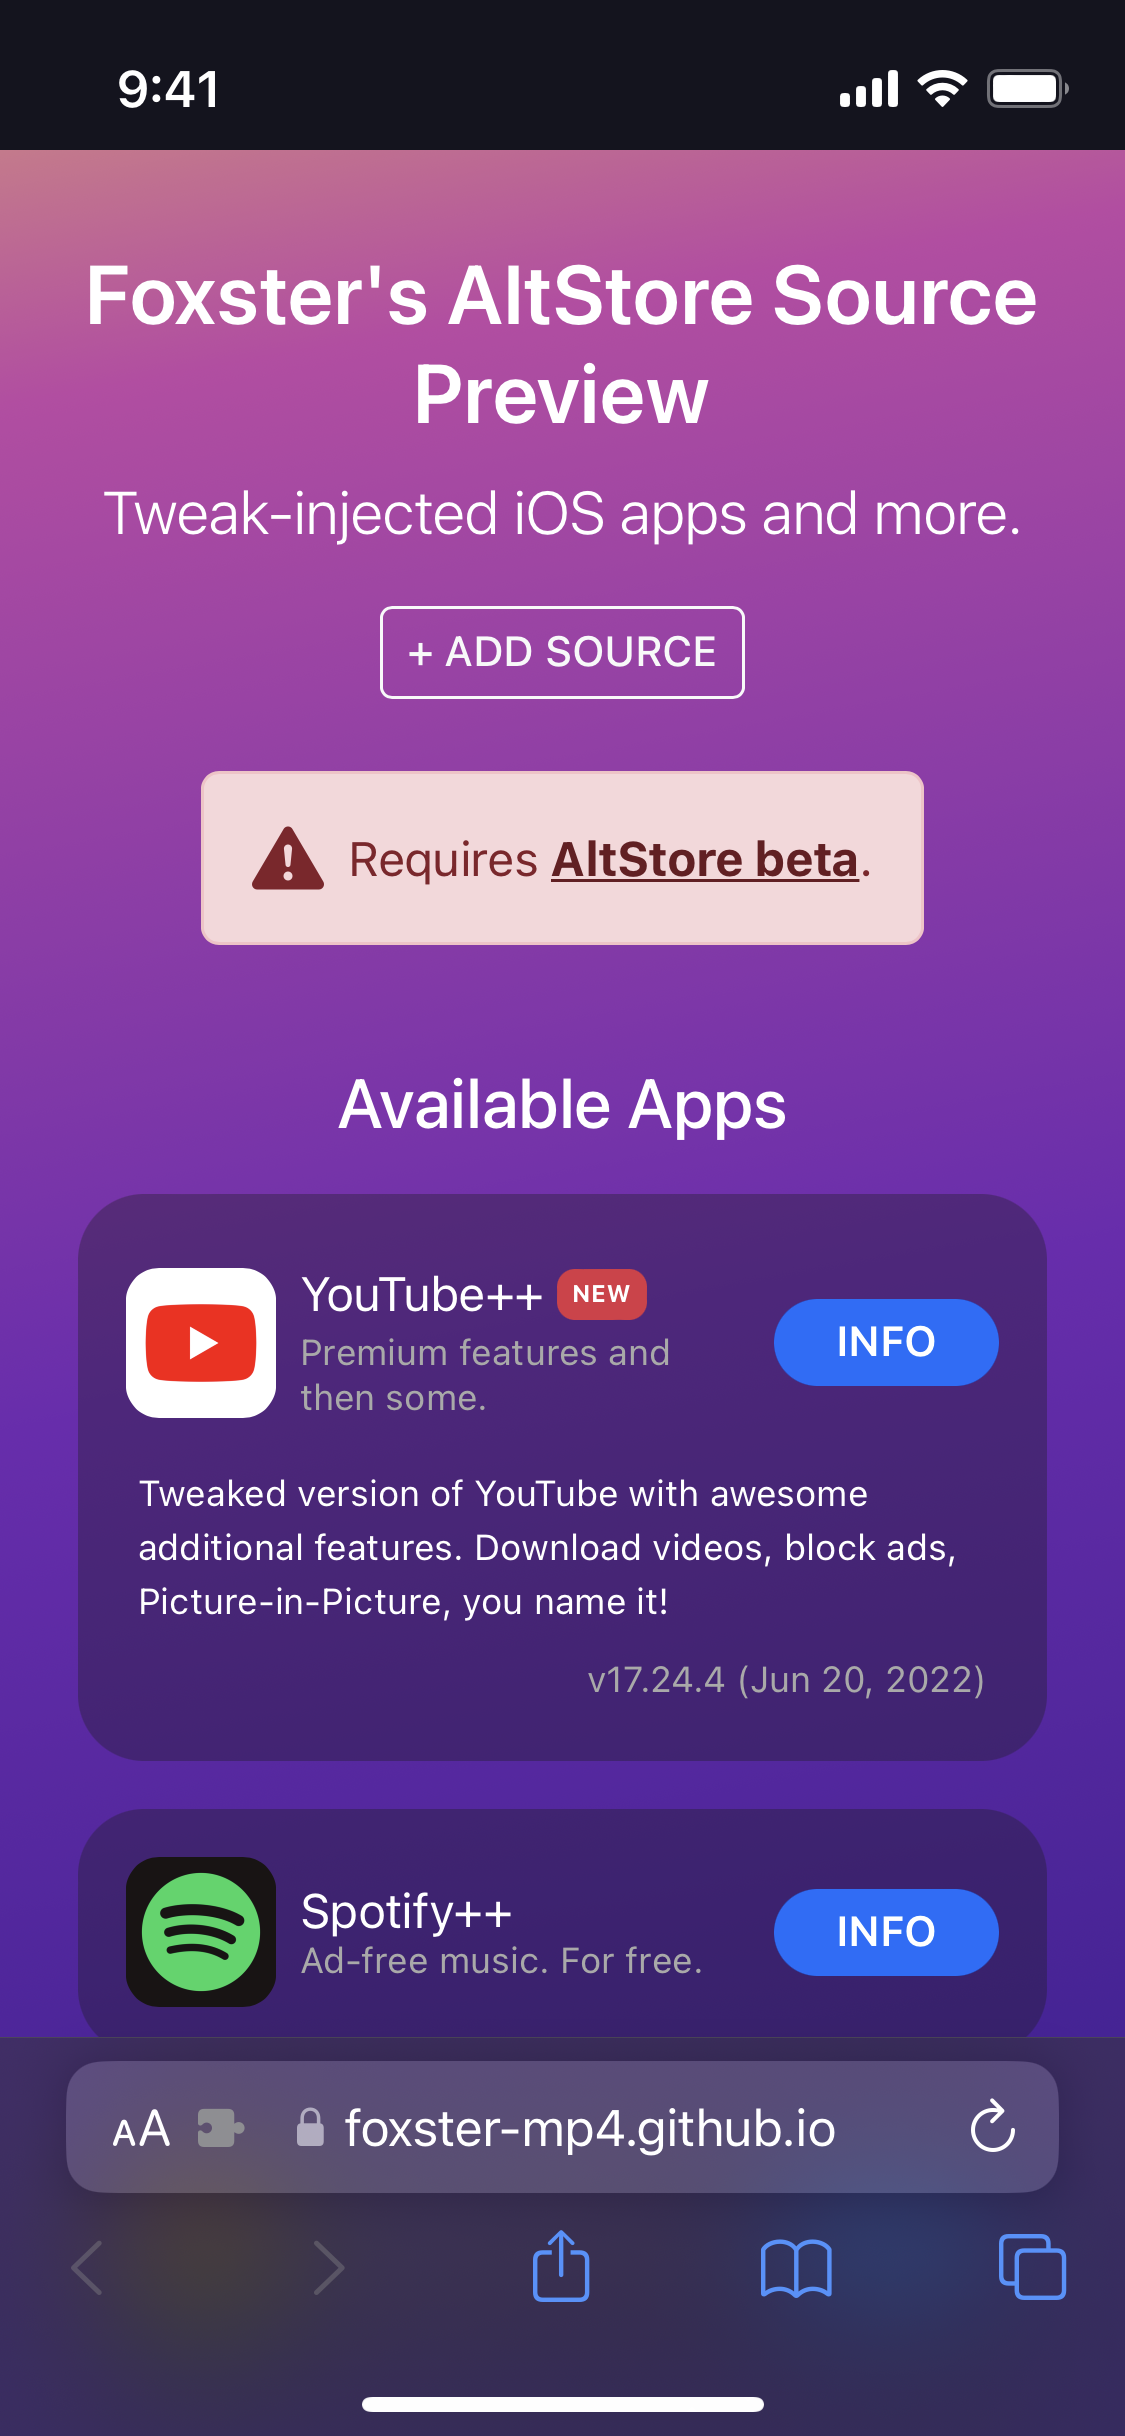 9:41
Foxster's AltStore Source
Preview
Tweak-injected iOS apps and more.
+ ADD SOURCE
Requires AltStore beta.
Available Apps
YouTube++ NEW
Premium features and
then some.
INFO
Tweaked version of YouTube with awesome
additional features. Download videos, block ads,
Picture-in-Picture, you name it!
v17.24.4 (Jun 20, 2022)
Spotify++
Ad-free music. For free.
INFO
AA foxster-mp4.github.io